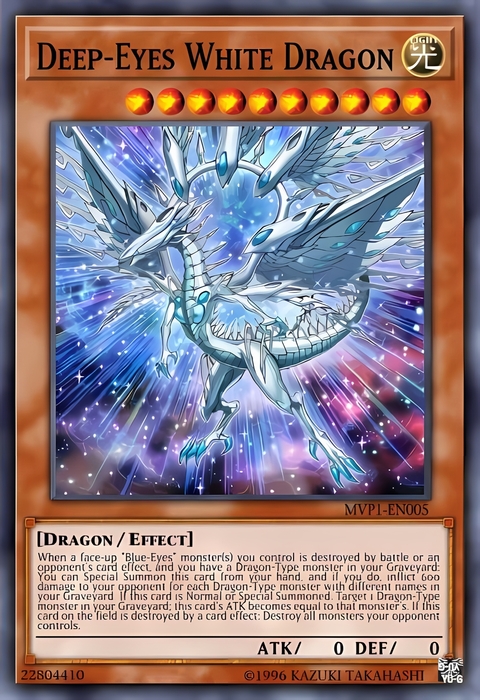 DEEP-EYES WHITE DRAGON
光
MVP1-EN005
[DRAGON / EFFECT]
When a face-up "Blue-Eyes" monster(s) you control is destroyed by battle or an
opponent's card effect, and you have a Dragon-Type monster in your Graveyard:
You can Special Summon this card from your hand, and if you do, inflict 600
damage to your opponent for each Dragon-Type monster with different names in
your Graveyard. If this card is Normal or Special Summoned: Target 1 Dragon-Type
monster in your Graveyard; this card's ATK becomes equal to that monster's. If this
card on the field is destroyed by a card effect: Destroy all monsters your opponent
controls.
ATK/ 0 DEF/ 0
22804410
©1996 KAZUKI TAKAHASHI